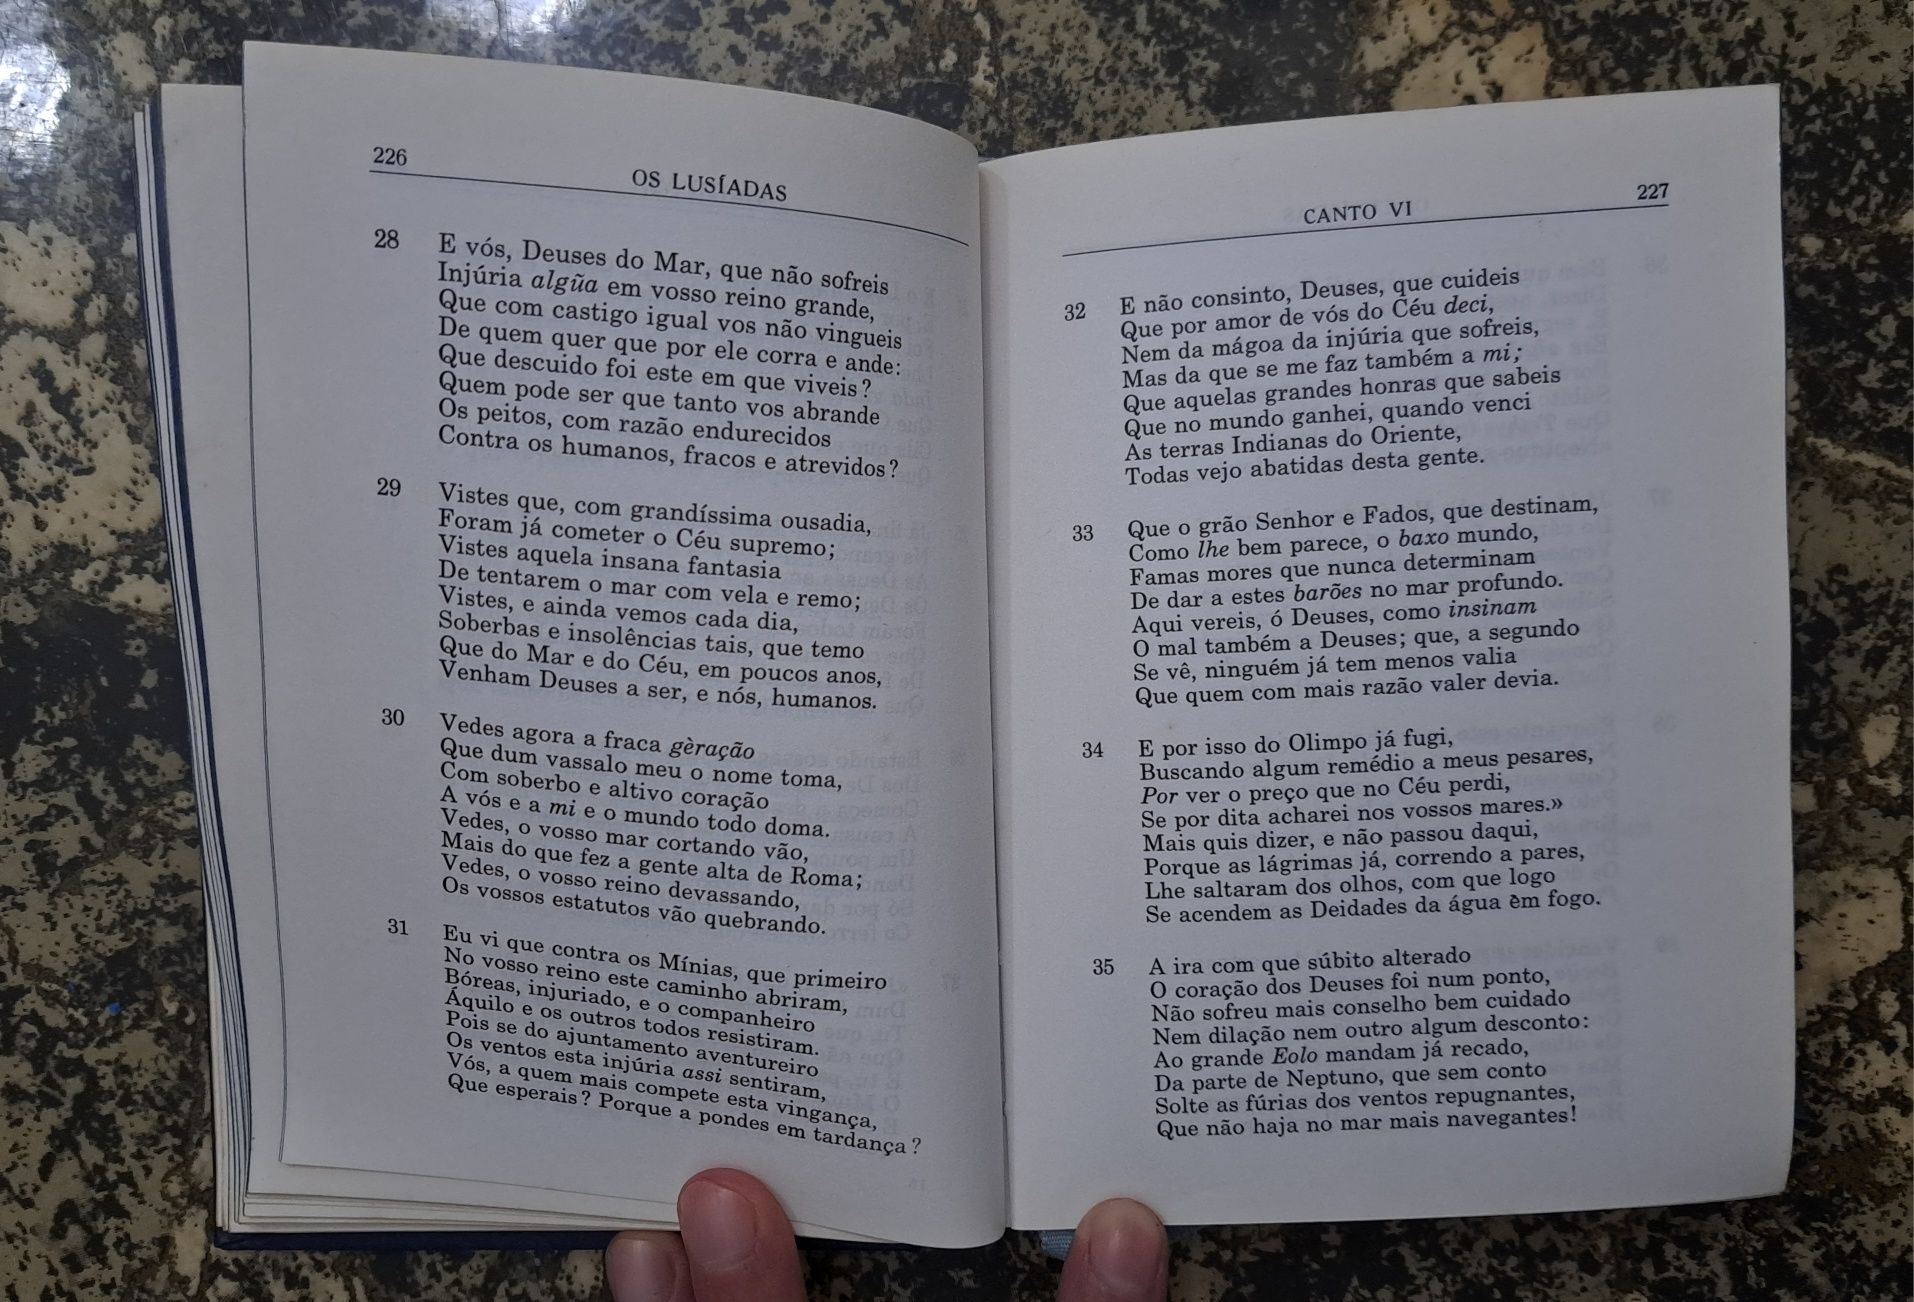 226
OS LUSÍADAS
28 E vós, Deuses do Mar, que não sofreis
Injúria algũa em vosso reino grande,
Que com castigo igual vos não vingueis
De quem quer que por ele corra e ande:
Que descuido foi este em que viveis?
Quem pode ser que tanto vos abrande
Os peitos, com razão endurecidos
Contra os humanos, fracos e atrevidos?
29 Vistes que, com grandíssima ousadia,
Foram já cometer o Céu supremo;
Vistes aquela insana fantasia
De tentarem o mar com vela e remo;
Vistes, e ainda vemos cada dia,
Soberbas e insolências tais, que temo
Que do Mar e do Céu, em poucos anos,
Venham Deuses a ser, e nós, humanos.
30 Vedes agora a fraca gèração
Que dum vassalo meu o nome toma,
Com soberbo e altivo coração
A vós e a mi e o mundo todo doma.
Vedes, o vosso mar cortando vão,
Mais do que fez a gente alta de Roma;
Vedes, o vosso reino devassando,
Os vossos estatutos vão quebrando.
31 Eu vi que contra os Mínias, que primeiro
No vosso reino este caminho abriram,
Bóreas, injuriado, e o companheiro
Áquilo e os outros todos resistiram.
Pois se do ajuntamento aventureiro
Os ventos esta injúria assi sentiram,
Vós, a quem mais compete esta vingança,
Que esperais? Porque a pondes em tardança?
CANTO VI
227
32 E não consinto, Deuses, que cuideis
Que por amor de vós do Céu deci,
Nem da mágoa da injúria que sofreis,
Mas da que se me faz também a mi;
Que aquelas grandes honras que sabeis
Que no mundo ganhei, quando venci
As terras Indianas do Oriente,
Todas vejo abatidas desta gente.
33 Que o grão Senhor e Fados, que destinam,
Como lhe bem parece, o baxo mundo,
Famas mores que nunca determinam
De dar a estes barões no mar profundo.
Aqui vereis, ó Deuses, como insinam
O mal também a Deuses; que, a segundo
Se vê, ninguém já tem menos valia
Que quem com mais razão valer devia.
34 E por isso do Olimpo já fugi,
Buscando algum remédio a meus pesares,
Por ver o preço que no Céu perdi,
Se por dita acharei nos vossos mares.»
Mais quis dizer, e não passou daqui,
Porque as lágrimas já, correndo a pares,
Lhe saltaram dos olhos, com que logo
Se acendem as Deidades da água em fogo.
35 A ira com que súbito alterado
O coração dos Deuses foi num ponto,
Não sofreu mais conselho bem cuidado
Nem dilação nem outro algum desconto:
Ao grande Eolo mandam já recado,
Da parte de Neptuno, que sem conto
Solte as fúrias dos ventos repugnantes,
Que não haja no mar mais navegantes!